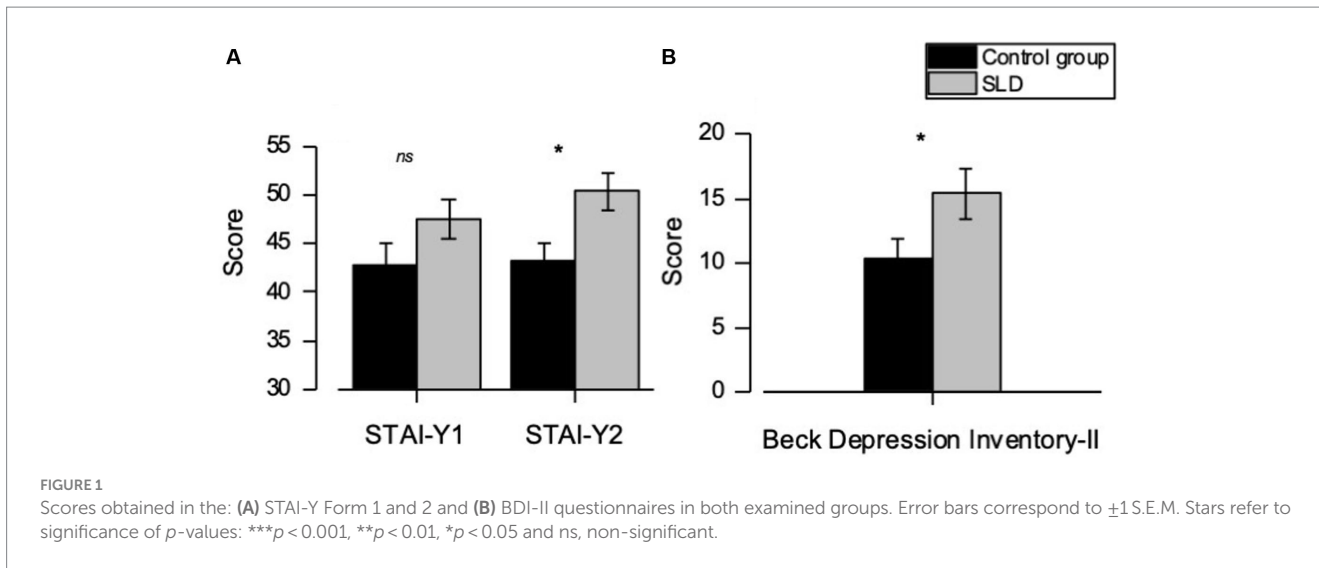 A
B
Control group
SLD
55
50
45
40
35
30
Score
ns
*
STAI-Y1
STAI-Y2
20
15
10
5
0
Score
*
Beck Depression Inventory-II
FIGURE 1
Scores obtained in the: (A) STAI-Y Form 1 and 2 and (B) BDI-II questionnaires in both examined groups. Error bars correspond to ±1 S.E.M. Stars refer to
significance of p-values: ***p < 0.001, **p < 0.01, *p < 0.05 and ns, non-significant.